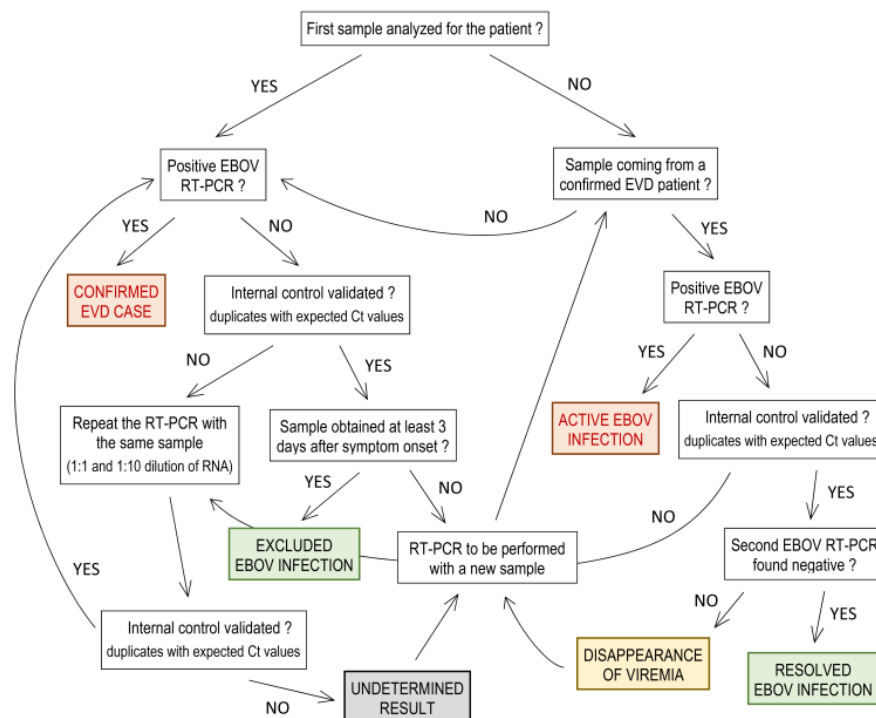 First sample analyzed for the patient ?
YES
NO
Positive EBOV
RT-PCR ?
Sample coming from a
confirmed EVD patient ?
NO
YES
NO
YES
CONFIRMED
EVD CASE
Internal control validated ?
duplicates with expected Ct values
Positive EBOV
RT-PCR ?
NO
YES
YES
NO
Repeat the RT-PCR with
the same sample
(1:1 and 1:10 dilution of RNA)
Sample obtained at least 3
days after symptom onset ?
ACTIVE EBOV
INFECTION
Internal control validated ?
duplicates with expected Ct values
YES
NO
YES
NO
EXCLUDED
EBOV INFECTION
RT-PCR to be performed
with a new sample
Second EBOV RT-PCR
found negative ?
YES
NO
YES
Internal control validated ?
duplicates with expected Ct values
DISAPPEARANCE
OF VIREMIA
RESOLVED
EBOV INFECTION
NO
UNDETERMINED
RESULT